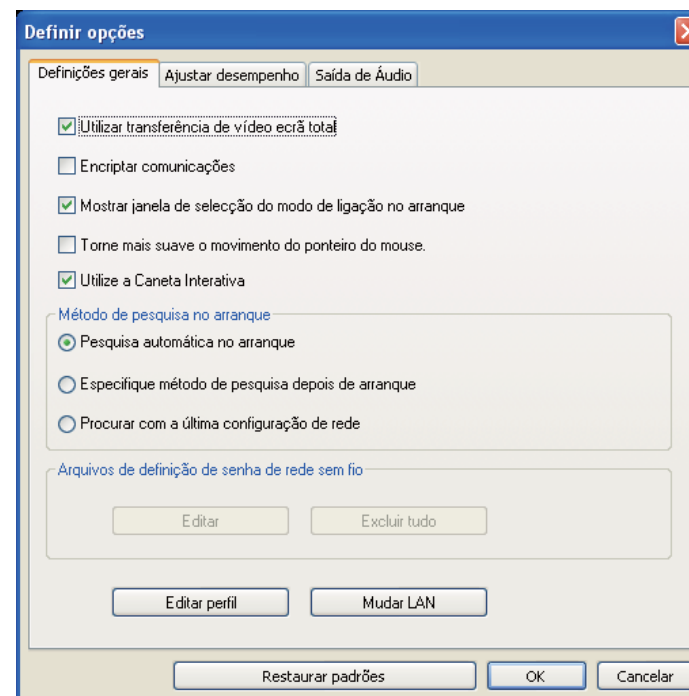 Definir opções
Definições gerais Ajustar desempenho Saída de Áudio
Utilizar transferência de vídeo ecrã total
Encriptar comunicações
Mostrar janela de selecção do modo de ligação no arranque
Torne mais suave o movimento do ponteiro do mouse.
Utilize a Caneta Interativa
Método de pesquisa no arranque
Pesquisa automática no arranque
Especifique método de pesquisa depois de arranque
Procurar com a última configuração de rede
Arquivos de definição de senha de rede sem fio
Editar Excluir tudo
Editar perfil Mudar LAN
Restaurar padrões OK Cancelar